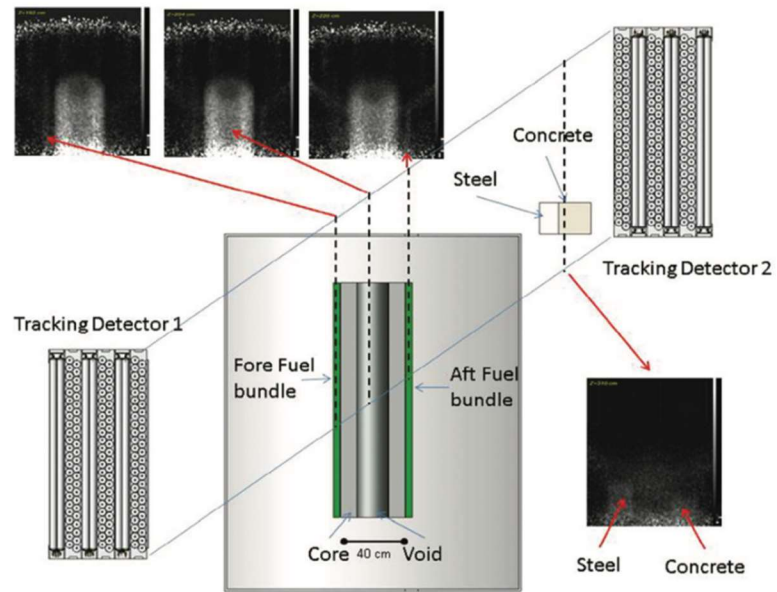 Concrete
Steel
Tracking Detector 2
Tracking Detector 1
Fore Fuel
bundle
Aft Fuel
bundle
Core
40 cm
Void
Steel
Concrete